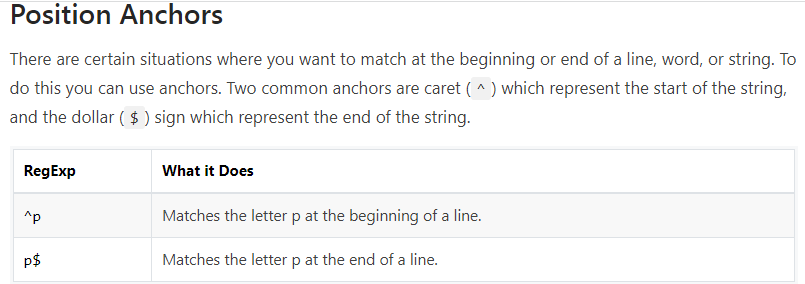 Position Anchors
There are certain situations where you want to match at the beginning or end of a line, word, or string. To
do this you can use anchors. Two common anchors are caret ( ^ ) which represent the start of the string,
and the dollar ( $ ) sign which represent the end of the string.
RegExp What it Does
^p Matches the letter p at the beginning of a line.
p$ Matches the letter p at the end of a line.